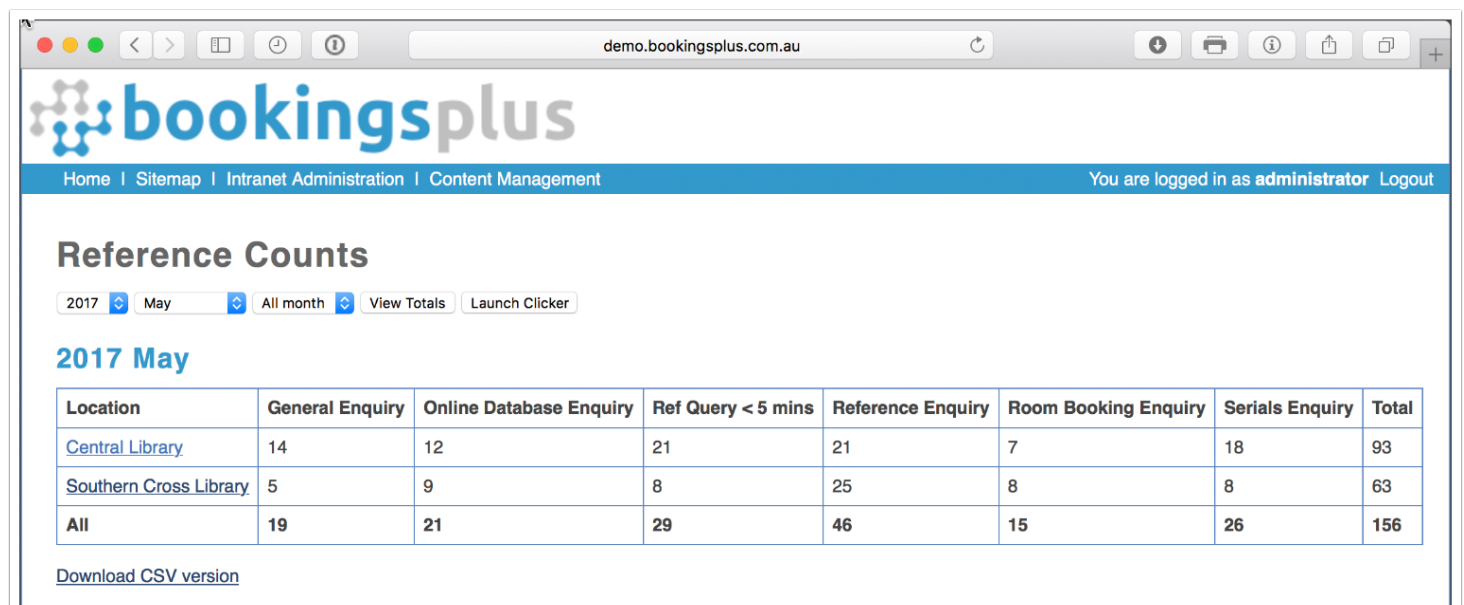 demo.bookingsplus.com.au
bookingsplus
Home | Sitemap | Intranet Administration | Content Management You are logged in as administrator Logout
Reference Counts
2017 May All month View Totals Launch Clicker
2017 May
Location General Enquiry Online Database Enquiry Ref Query < 5 mins Reference Enquiry Room Booking Enquiry Serials Enquiry Total
Central Library 14 12 21 21 7 18 93
Southern Cross Library 5 9 8 25 8 8 63
All 19 21 29 46 15 26 156
Download CSV version